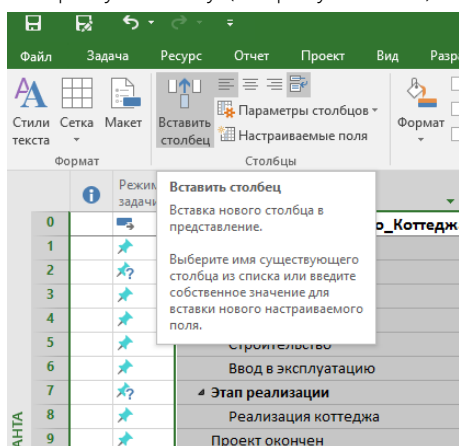 Файл Задача Ресурс Отчет Проект Вид
Стили текста
Сетка
Макет
Вставить столбец
Параметры столбцов
Настраиваемые поля
Формат
Формат
Столбцы
Режим задачи
Вставить столбец
Вставка нового столбца в
представление.
Выберите имя существующего
столбца из списка или введите
собственное значение для
вставки нового настраиваемого
поля.
0 о_Коттедж
1
2
3
4
5 Строительство
6 Ввод в эксплуатацию
7 Этап реализации
8 Реализация коттеджа
9 Проект окончен
АНТА